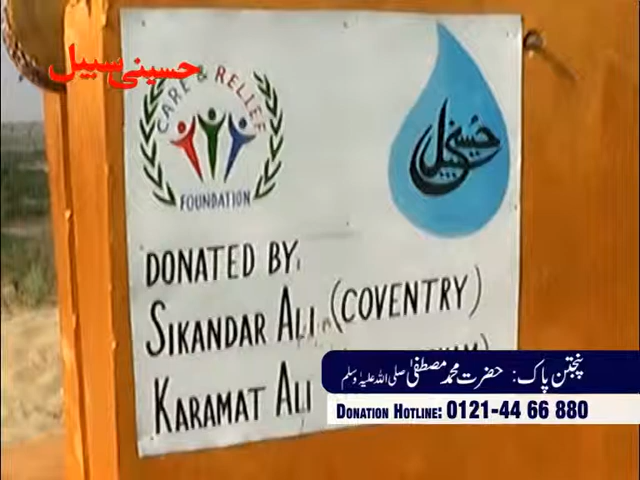 حسینی سبیل
CARE & RELIEF
FOUNDATION
حسینی سبیل
DONATED BY:
SIKANDAR ALI (COVENTRY)
KARAMAT ALI
پنجتن پاک: حضرت محمد مصطفیٰ صلی اللہ علیہ وسلم
DONATION HOTLINE: 0121-44 66 880